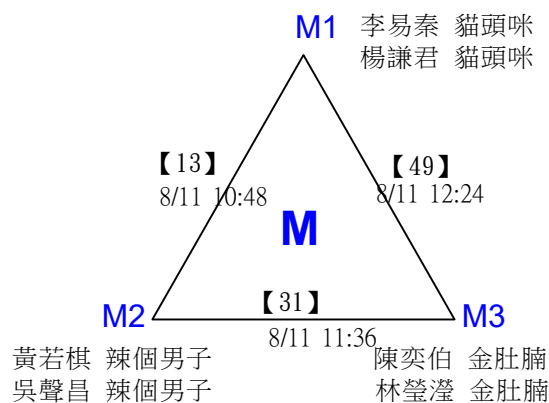 M1
李易秦 貓頭咪
楊謙君 貓頭咪
【13】
8/11 10:48
【49】
8/11 12:24
M
M2
【31】
8/11 11:36
M3
黃若棋 辣個男子
吳聲昌 辣個男子
陳奕伯 金肚腩
林瑩瀅 金肚腩